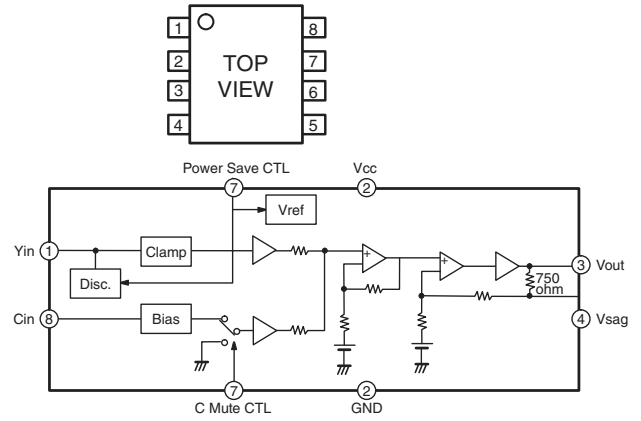 1
8
2
7
3
6
4
5
TOP
VIEW
Power Save CTL
Vcc
7
2
Vref
Yin
1
Clamp
Disc.
3
Vout
750
ohm
Cin
8
Bias
4
Vsag
7
2
C Mute CTL
GND